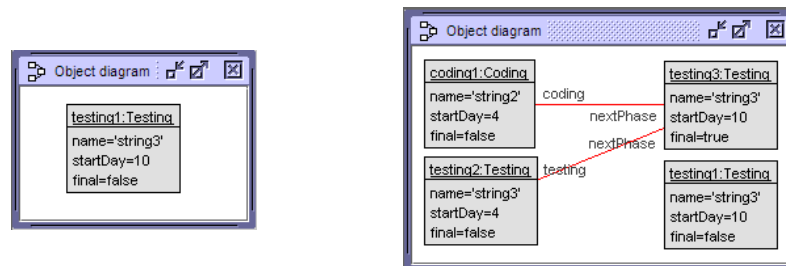 Object diagram
testing1:Testing
name='string3'
startDay=10
final=false
Object diagram
coding1:Coding
name='string2'
startDay=4
final=false
coding
nextPhase
testing3:Testing
name='string3'
startDay=10
final=true
nextPhase
testing2:Testing
name='string3'
startDay=4
final=false
testing
testing1:Testing
name='string3'
startDay=10
final=false